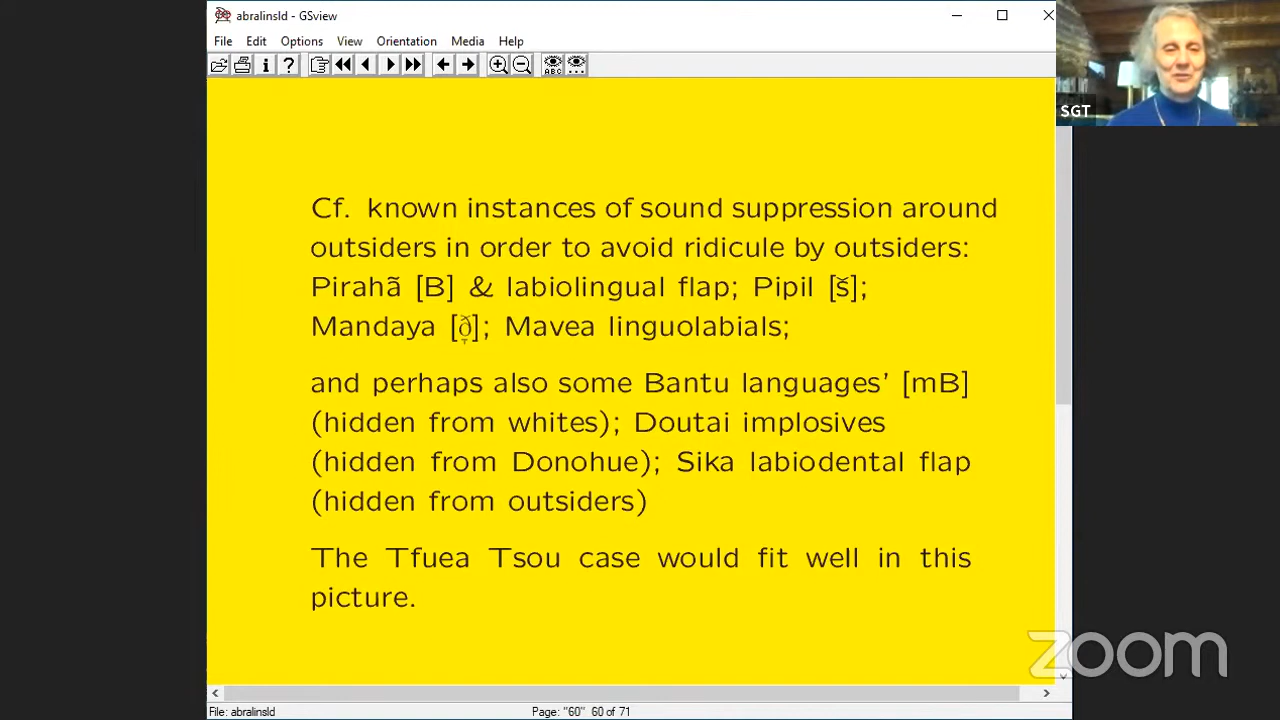 abralinsld - GSview
File Edit Options View Orientation Media Help
SGT
Cf. known instances of sound suppression around
outsiders in order to avoid ridicule by outsiders:
Pirahã [B] & labiolingual flap; Pipil [š];
Mandaya [ð̞̆]; Mavea linguolabials;
and perhaps also some Bantu languages’ [mB]
(hidden from whites); Doutai implosives
(hidden from Donohue); Sika labiodental flap
(hidden from outsiders)
The Tfuea Tsou case would fit well in this
picture.
zoom
File: abralinsld Page: "60" 60 of 71